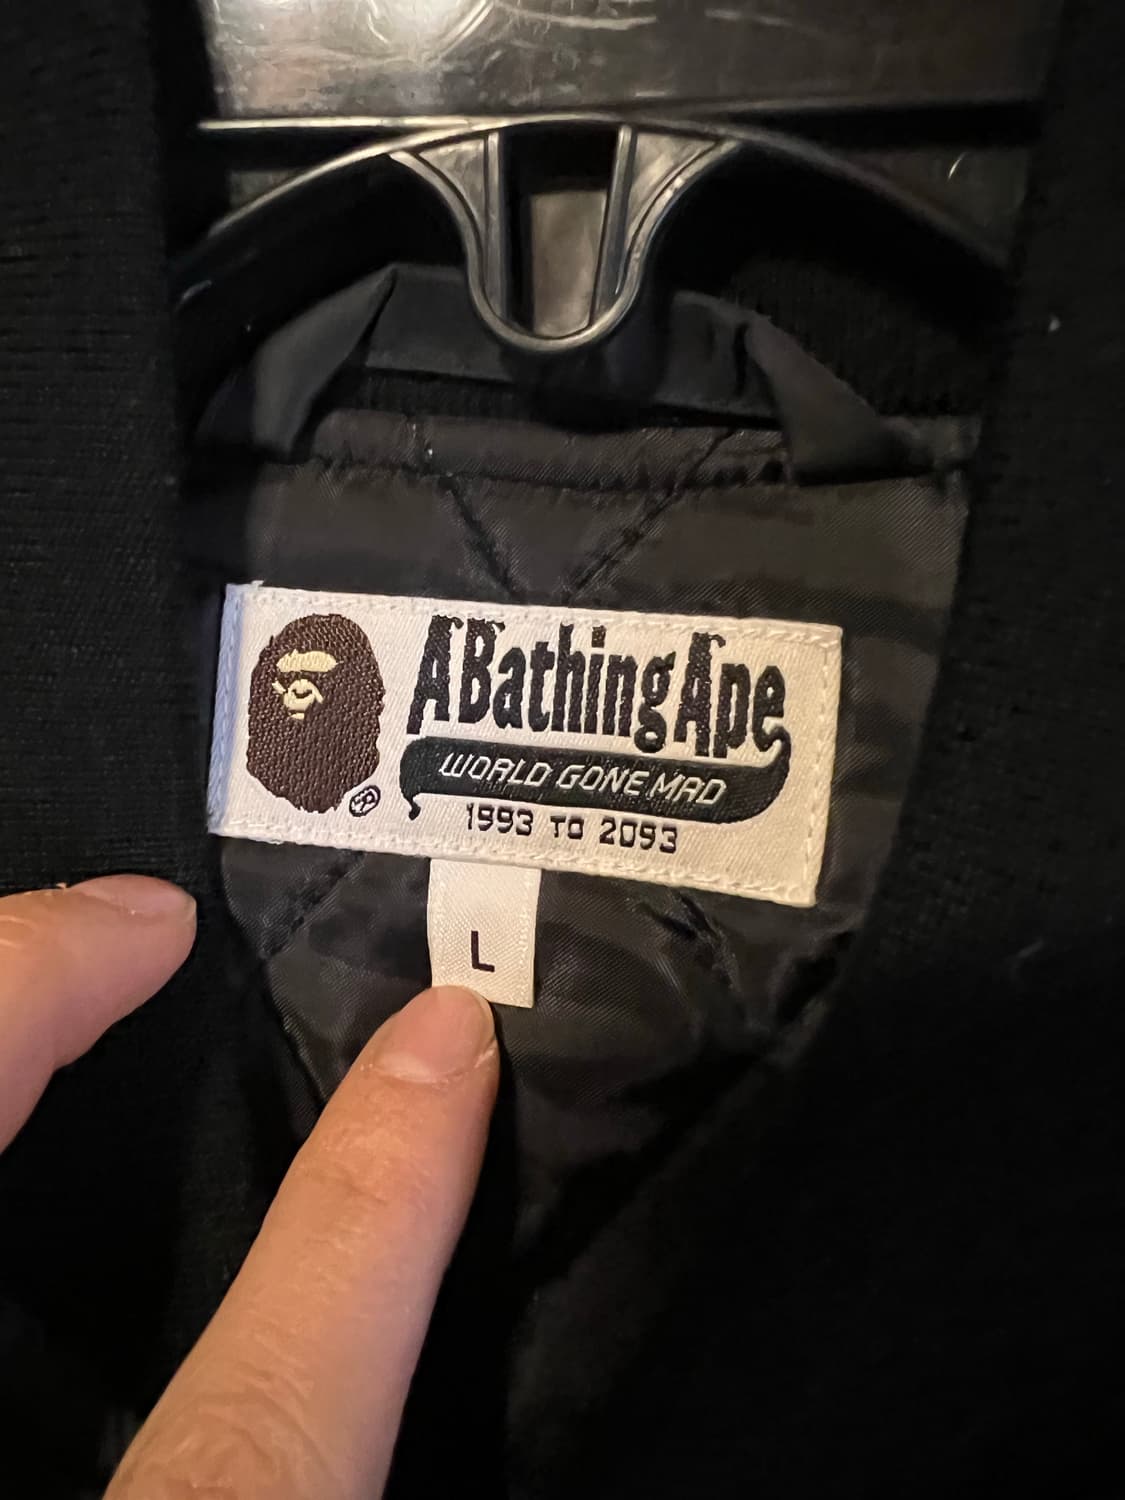 A Bathing Ape
®
WORLD GONE MAD
1993 TO 2093
L